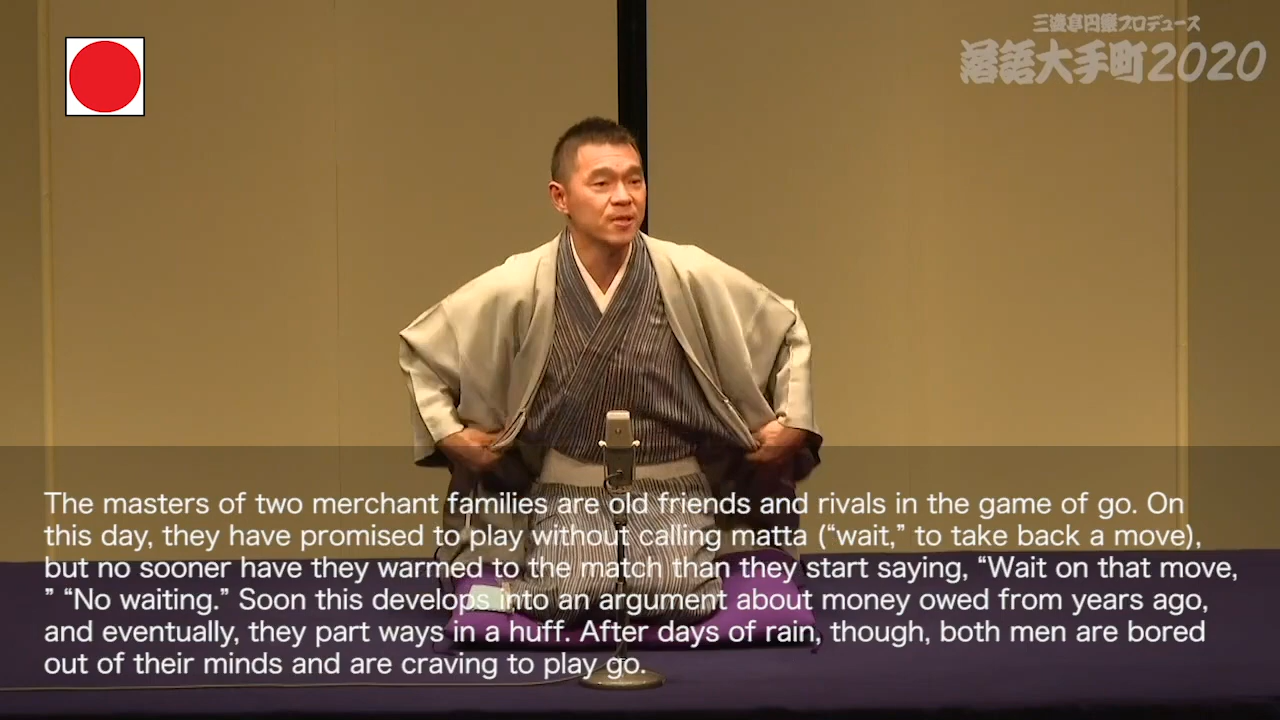 三遊亭円楽プロデュース
落語大手町2020
The masters of two merchant families are old friends and rivals in the game of go. On
this day, they have promised to play without calling matta (“wait,” to take back a move),
but no sooner have they warmed to the match than they start saying, “Wait on that move,
” “No waiting.” Soon this develops into an argument about money owed from years ago,
and eventually, they part ways in a huff. After days of rain, though, both men are bored
out of their minds and are craving to play go.